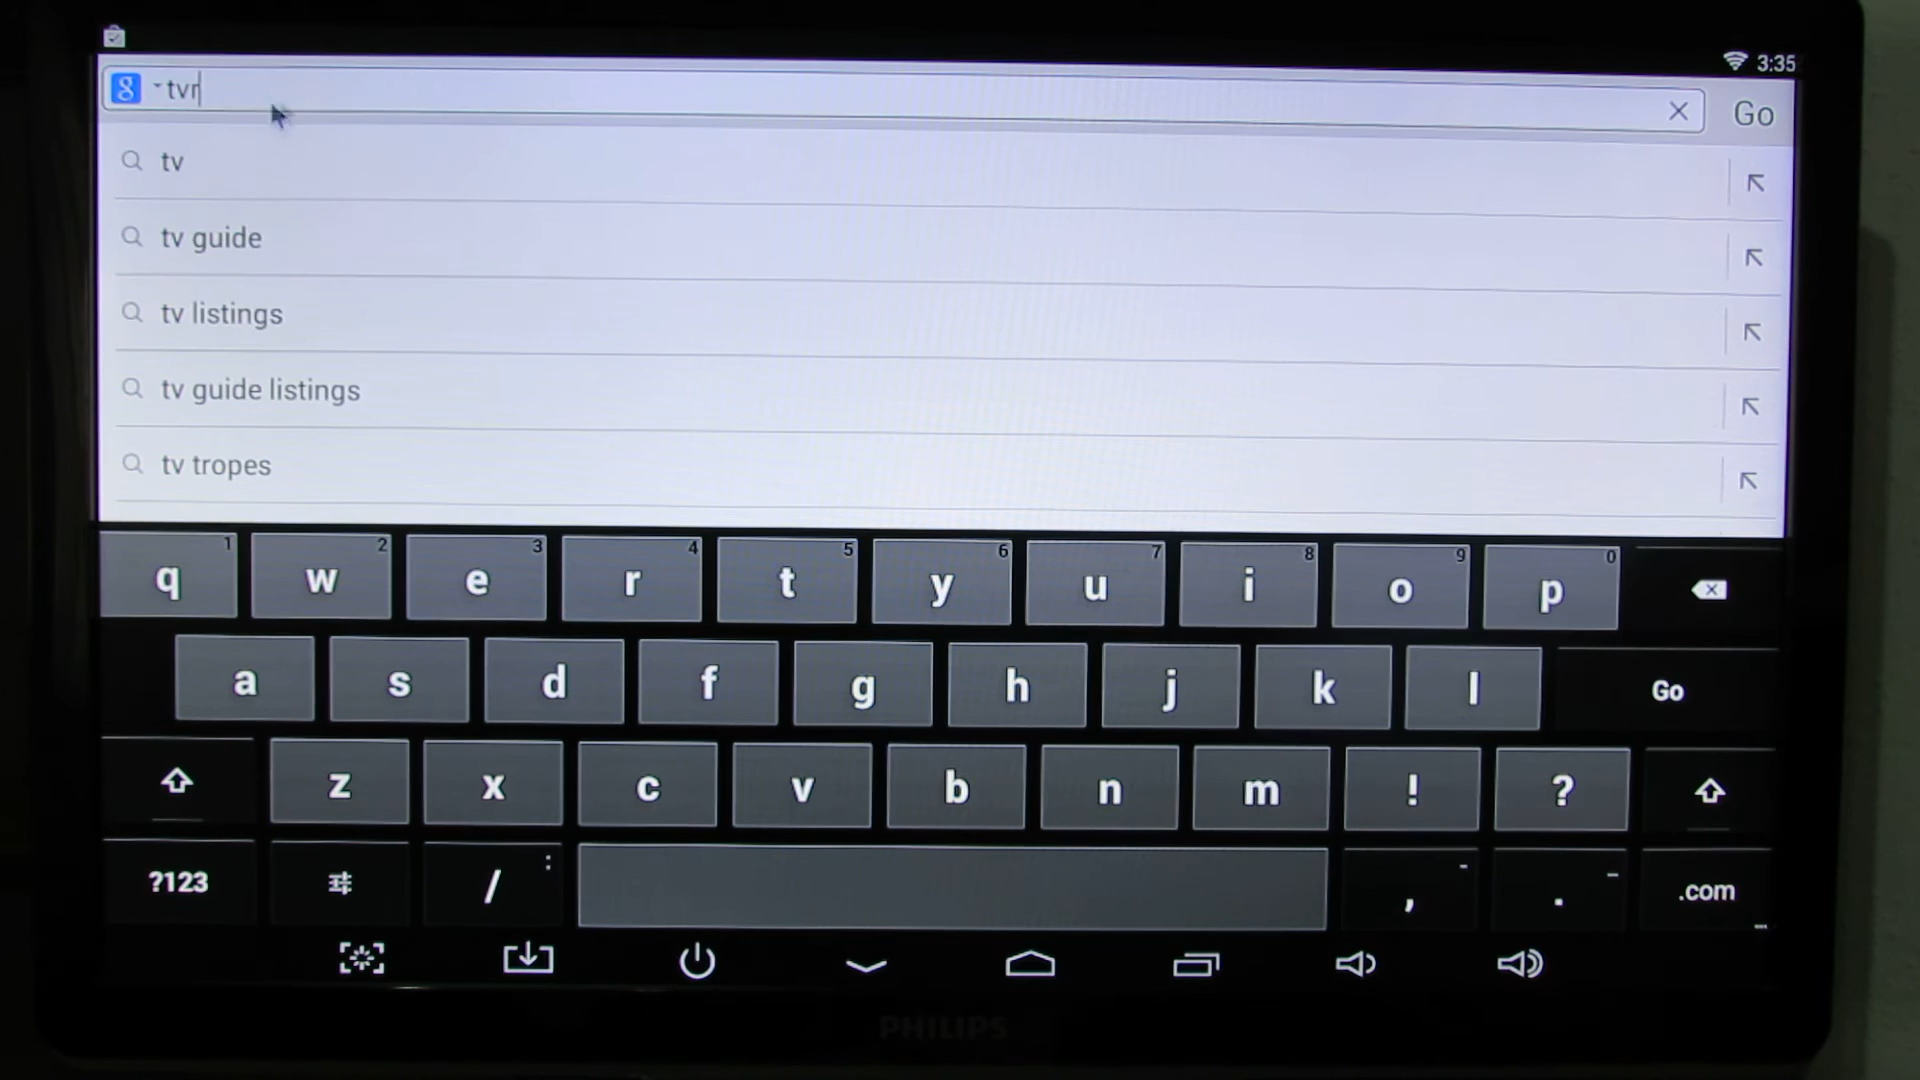 3:35
g tvr
Go
tv
tv guide
tv listings
tv guide listings
tv tropes
q 1 w 2 e 3 r 4 t 5 y 6 u 7 i 8 o 9 p 0
a s d f g h j k l Go
z x c v b n m ! ?
?123 / : , - . _ .com
PHILIPS